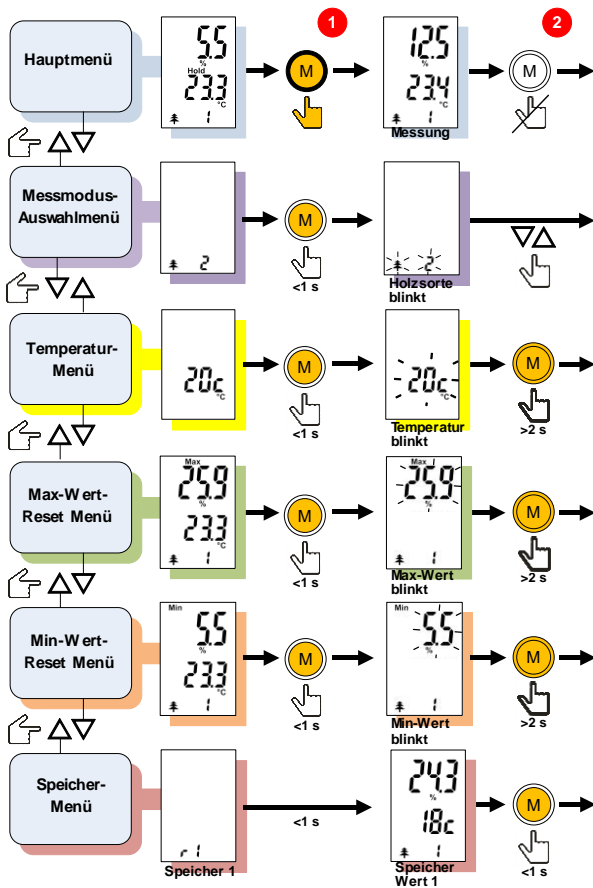 1
2
Hauptmenü
5.5
%
Hold
23.3
°C
1
M
12.5
%
23.4
°C
1
Messung
M
Messmodus-
Auswahlmenü
2
M
<1 s
2
Holzsorte
blinkt
Temperatur-
Menü
20c
°C
M
<1 s
20c
°C
Temperatur
blinkt
M
>2 s
Max-Wert-
Reset Menü
Max
25.9
%
23.3
°C
1
M
<1 s
Max
25.9
%
1
Max-Wert
blinkt
M
>2 s
Min-Wert-
Reset Menü
Min
5.5
%
23.3
°C
1
M
<1 s
Min
5.5
%
1
Min-Wert
blinkt
M
>2 s
Speicher-
Menü
r1
Speicher 1
<1 s
24.3
%
18c
1
Speicher
Wert 1
M
<1 s